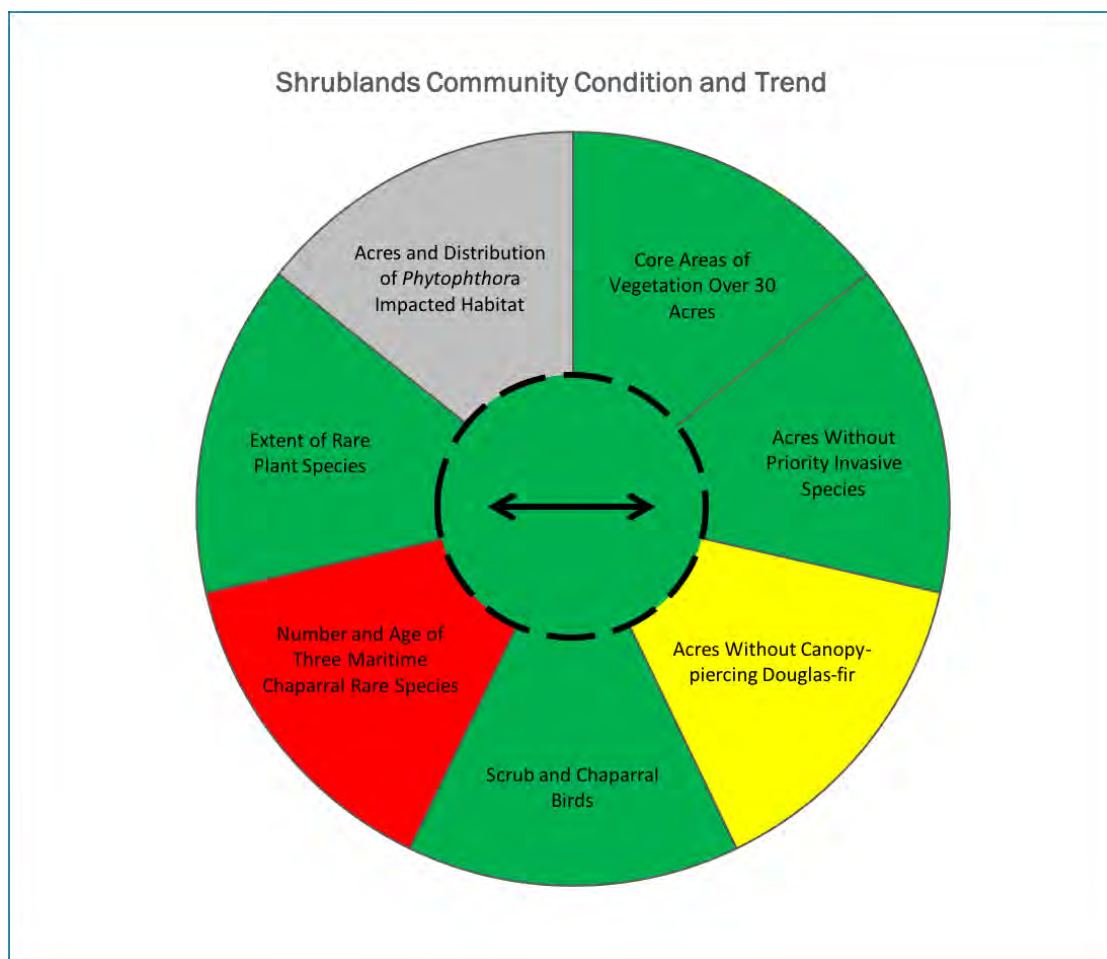 Shrublands Community Condition and Trend
Acres and Distribution
of Phytophthora
Impacted Habitat
Core Areas of
Vegetation Over 30
Acres
Extent of Rare
Plant Species
Acres Without
Priority Invasive
Species
Number and Age of
Three Maritime
Chaparral Rare Species
Acres Without Canopy-
piercing Douglas-fir
Scrub and Chaparral
Birds